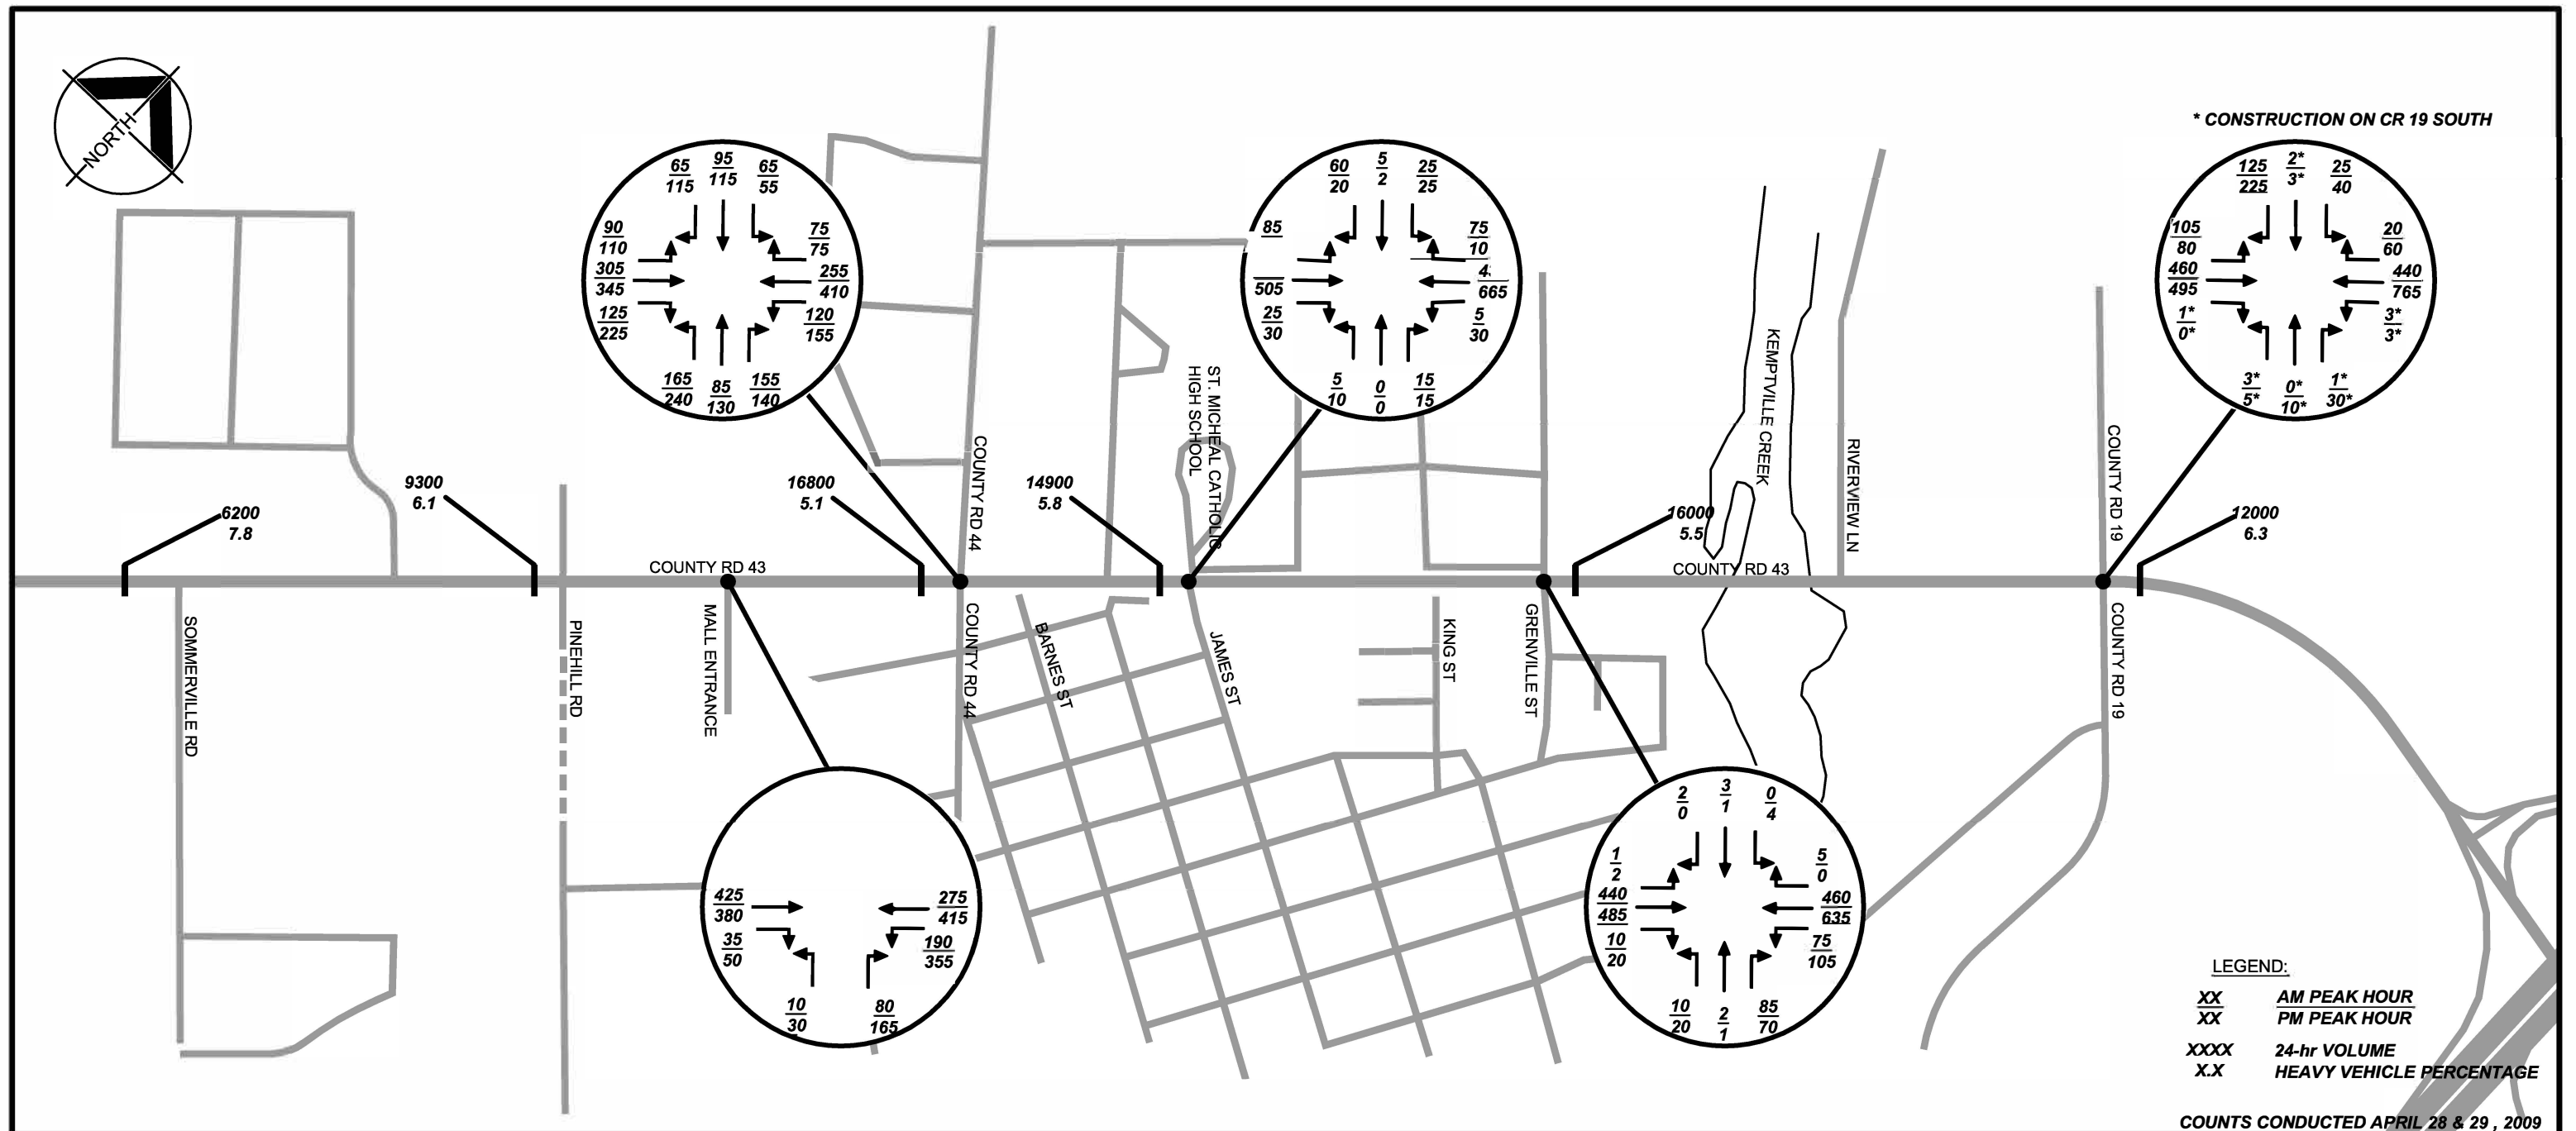 NORTH
* CONSTRUCTION ON CR 19 SOUTH
65 95 65
115 115 55
90
110
305
345
125
225
75
75
255
410
120
155
165 85 155
240 130 140
60 5 25
20 2 25
85
505
25
30
75
10
665
5
30
5 0 15
10 0 15
125 2* 25
225 3* 40
105
80
460
495
1*
0*
20
60
440
765
3*
3*
3* 0* 1*
5* 10* 30*
6200
7.8
9300
6.1
16800
5.1
14900
5.8
16000
5.5
12000
6.3
COUNTY RD 43
COUNTY RD 43
COUNTY RD 44
ST. MICHEAL CATHOLIC
HIGH SCHOOL
KEMPTVILLE CREEK
RIVERVIEW LN
COUNTY RD 19
SOMMERVILLE RD
PINEHILL RD
MALL ENTRANCE
COUNTY RD 44
BARNES ST
JAMES ST
KING ST
GRENVILLE ST
COUNTY RD 19
425
380
35
50
275
415
190
355
10 80
30 165
2 3 0
0 1 4
1
2
440
485
10
20
5
0
460
635
75
105
10 2 85
20 1 70
LEGEND:
XX AM PEAK HOUR
XX PM PEAK HOUR
XXXX 24-hr VOLUME
X.X HEAVY VEHICLE PERCENTAGE
COUNTS CONDUCTED APRIL 28 & 29 , 2009